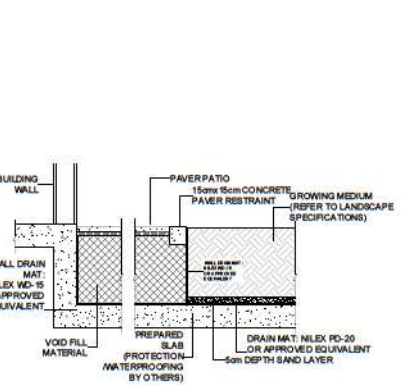 BUILDING
WALL
PAVER PATIO
15cmx15cm CONCRETE
PAVER RESTRAINT
GROWING MEDIUM
(REFER TO LANDSCAPE
SPECIFICATIONS)
WALL DRAIN
MAT:
NILEX WD-15
OR APPROVED
EQUIVALENT
VOID FILL
MATERIAL
PREPARED
SLAB
(PROTECTION
/WATERPROOFING
BY OTHERS)
DRAIN MAT: NILEX PD-20
OR APPROVED EQUIVALENT
5cm DEPTH SAND LAYER